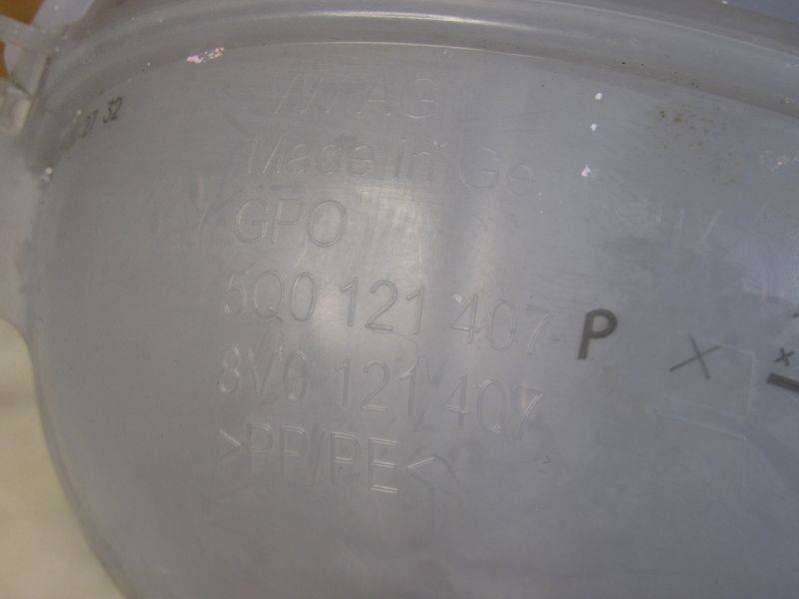 VW AG
Made in Ge
GPO
5Q0 121 407 P X
8V0 121 407
>PP/PE<